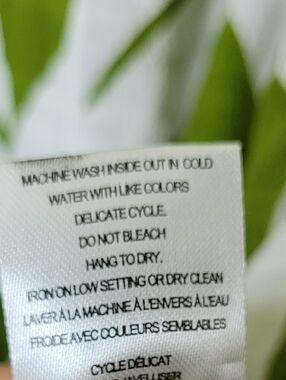 MACHINE WASH INSIDE OUT IN COLD
WATER WITH LIKE COLORS
DELICATE CYCLE.
DO NOT BLEACH
HANG TO DRY.
IRON ON LOW SETTING OR DRY CLEAN
LAVER À LA MACHINE À L'ENVERS À L'EAU
FROIDE AVEC COULEURS SEMBLABLES
CYCLE DÉLICAT